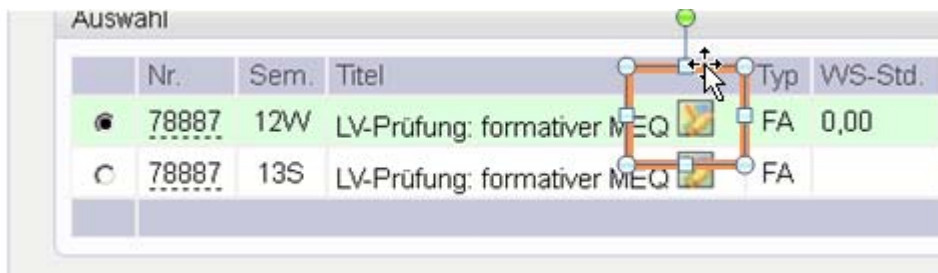 Auswahl
Nr. Sem. Titel Typ WS-Std.
78887 12W LV-Prüfung: formativer MEQ FA 0,00
78887 13S LV-Prüfung: formativer MEQ FA